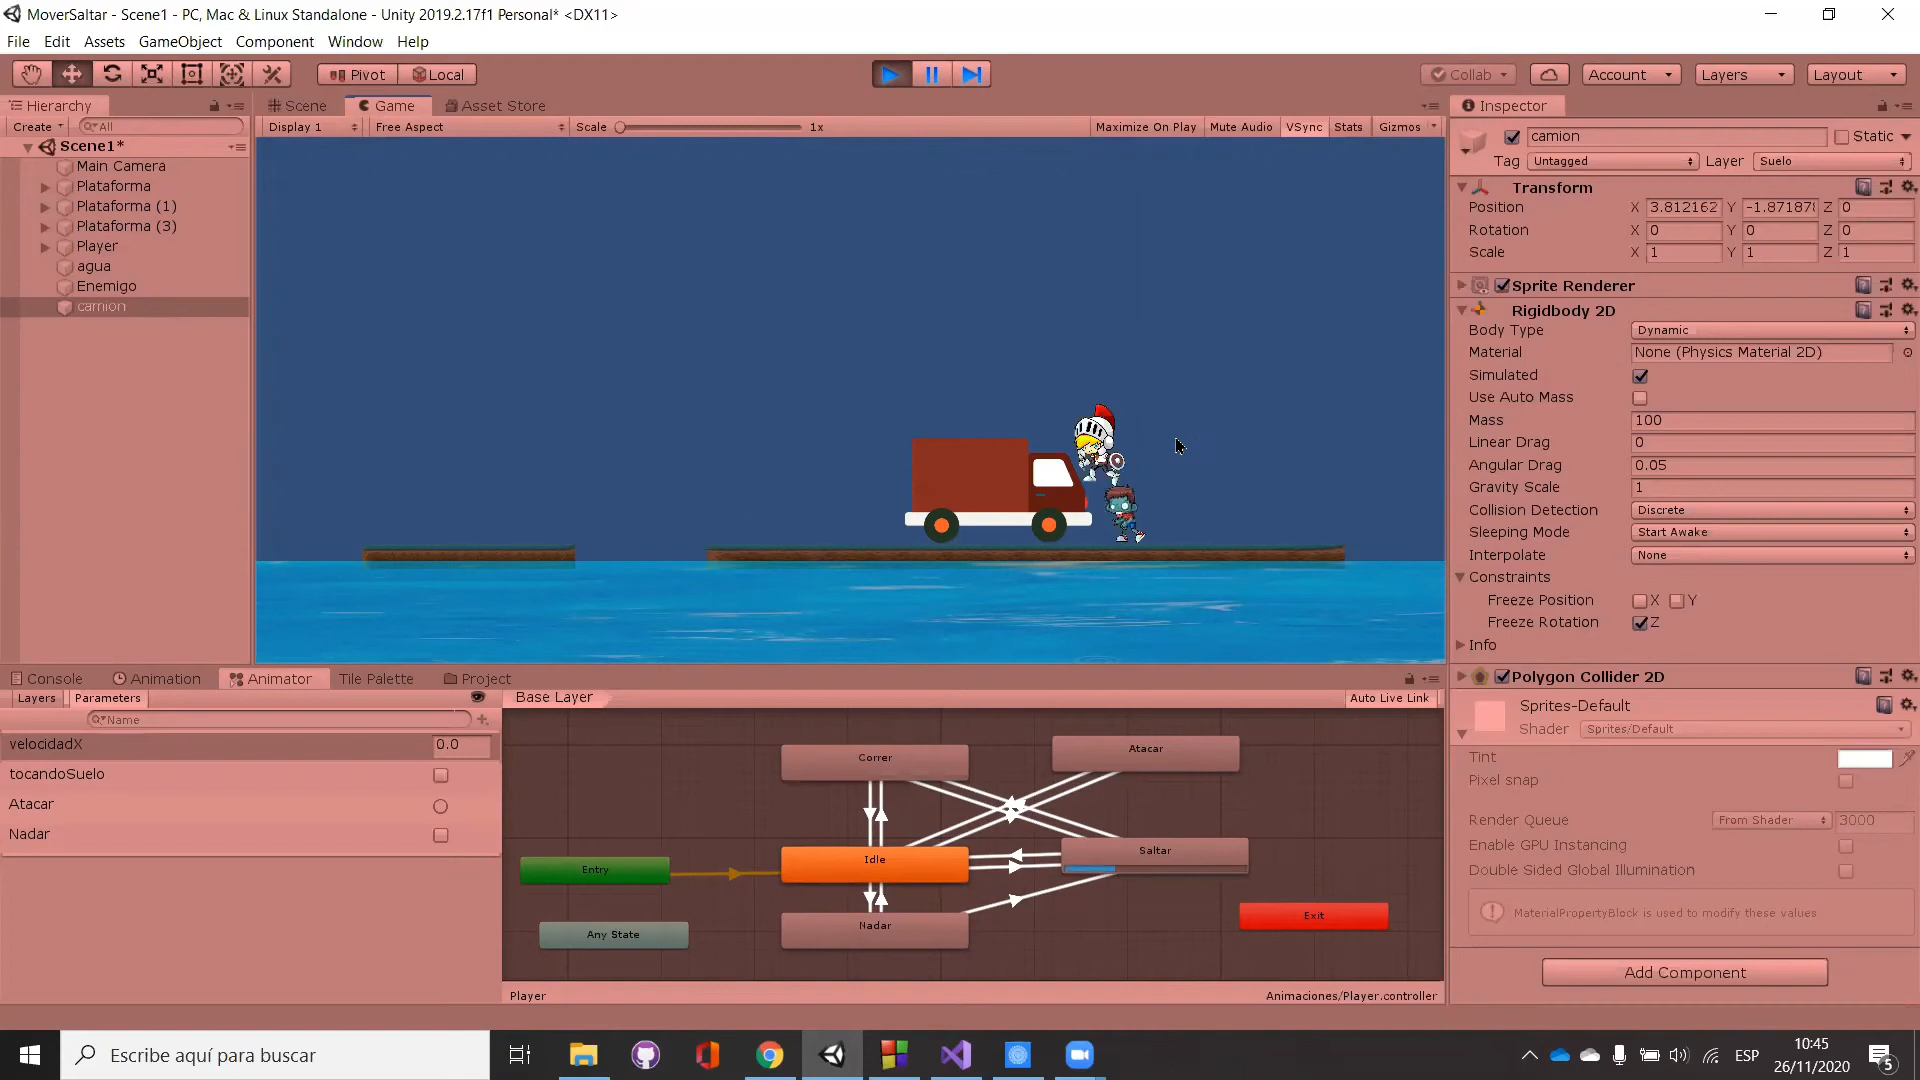 MoverSaltar - Scene1 - PC, Mac & Linux Standalone - Unity 2019.2.17f1 Personal* <DX11>
File Edit Assets GameObject Component Window Help
Pivot Local Collab Account Layers Layout
Hierarchy Scene Game Asset Store Inspector
Create All Display 1 Free Aspect Scale 1x Maximize On Play Mute Audio VSync Stats Gizmos
camion Static
Tag Untagged Layer Suelo
Scene1*
Main Camera
Plataforma
Plataforma (1)
Plataforma (3)
Player
agua
Enemigo
camion
Transform
Position X 3.812162 Y -1.87187 Z 0
Rotation X 0 Y 0 Z 0
Scale X 1 Y 1 Z 1
Sprite Renderer
Rigidbody 2D
Body Type Dynamic
Material None (Physics Material 2D)
Simulated
Use Auto Mass
Mass 100
Linear Drag 0
Angular Drag 0.05
Gravity Scale 1
Collision Detection Discrete
Sleeping Mode Start Awake
Interpolate None
Constraints
Freeze Position X Y
Freeze Rotation Z
Info
Polygon Collider 2D
Sprites-Default
Shader Sprites/Default
Tint
Pixel snap
Render Queue From Shader 3000
Enable GPU Instancing
Double Sided Global Illumination
MaterialPropertyBlock is used to modify these values
Add Component
Console Animation Animator Tile Palette Project
Layers Parameters Base Layer Auto Live Link
Name
velocidadX 0.0
tocandoSuelo
Atacar
Nadar
Correr
Atacar
Idle
Saltar
Entry
Nadar
Any State
Exit
Player Animaciones/Player.controller
Escribe aquí para buscar
ESP
10:45
26/11/2020
5